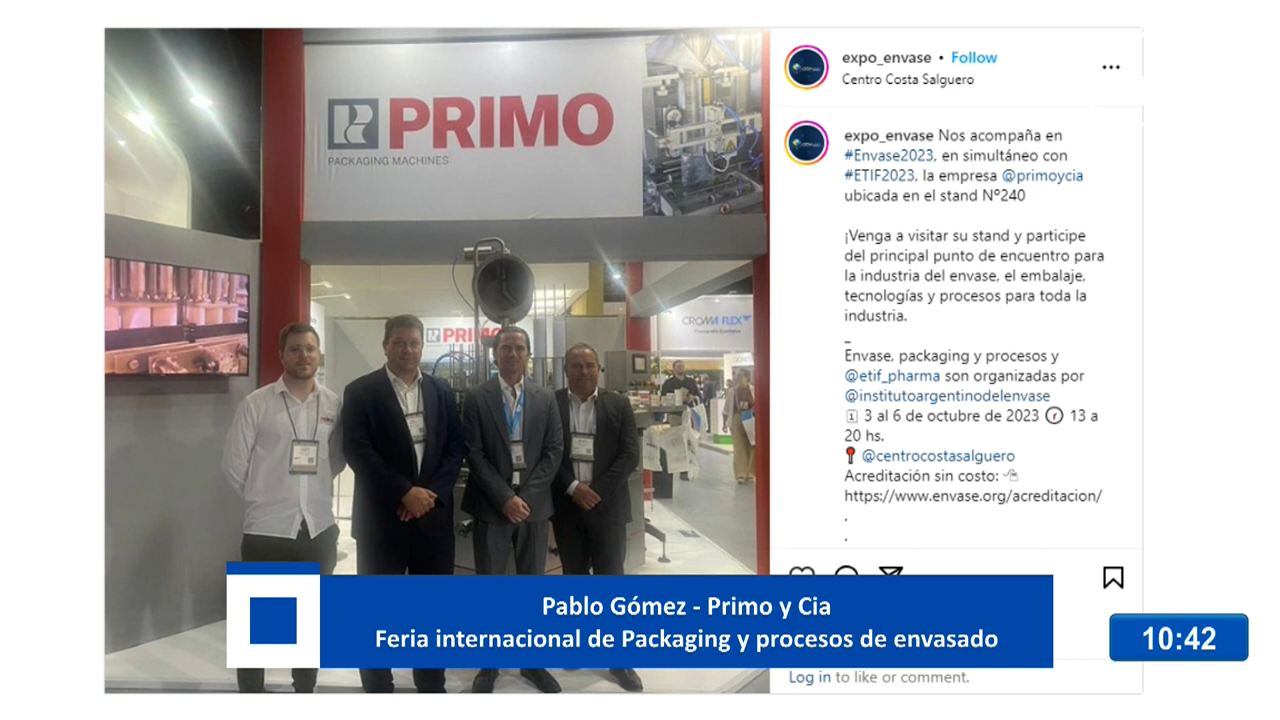 PRIMO
PACKAGING MACHINES
PRIMO
CROMA FLEX
expo_envase • Follow
Centro Costa Salguero
expo_envase Nos acompaña en
#Envase2023, en simultáneo con
#ETIF2023, la empresa @primoycia
ubicada en el stand Nº240
¡Venga a visitar su stand y participe
del principal punto de encuentro para
la industria del envase, el embalaje,
tecnologías y procesos para toda la
industria.
_
Envase, packaging y procesos y
@etif_pharma son organizadas por
@institutoargentinodelenvase
3 al 6 de octubre de 2023 13 a
20 hs.
@centrocostasalguero
Acreditación sin costo:
https://www.envase.org/acreditacion/
.
.
Log in to like or comment.
Pablo Gómez - Primo y Cia
Feria internacional de Packaging y procesos de envasado
10:42